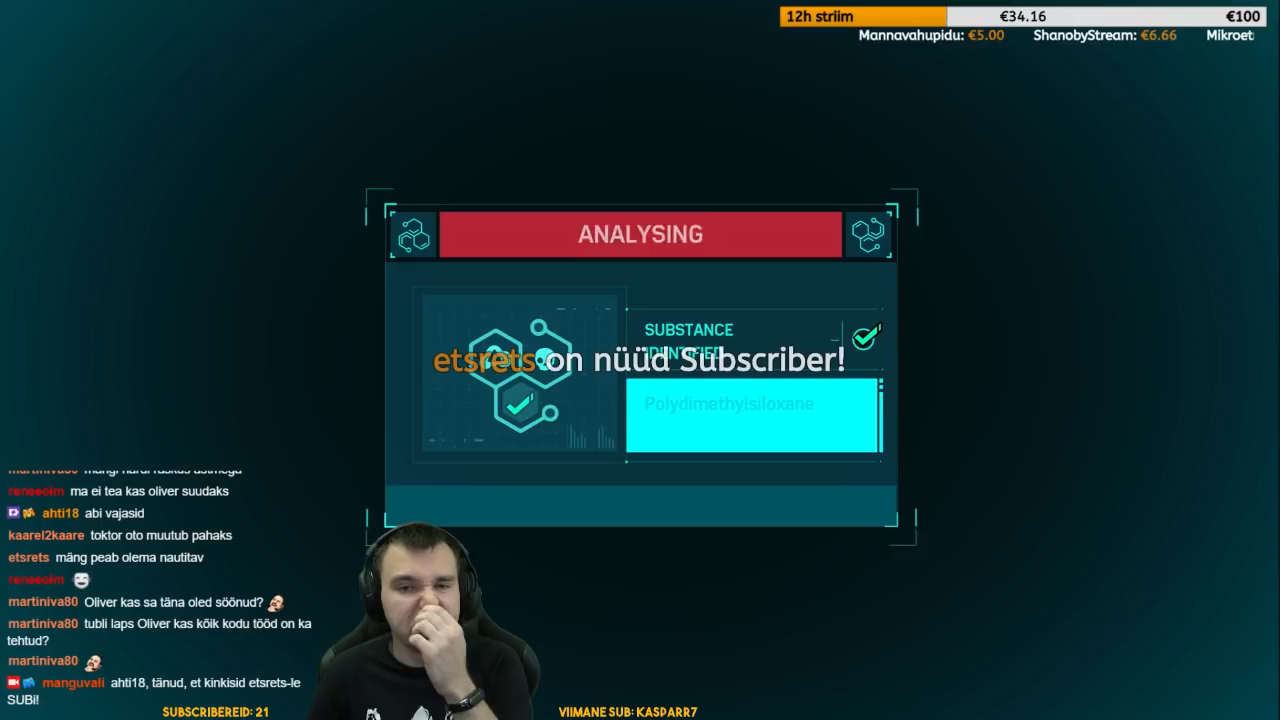 12h striim €34.16 €100
Mannavahupidu: €5.00 ShanobyStream: €6.66 Mikroet
ANALYSING
SUBSTANCE
IDENTIFIED
etsrets on nüüd Subscriber!
Polydimethylsiloxane
martiniva80
reneeoim ma ei tea kas oliver suudaks
ahti18 abi vajasid
kaarel2kaare toktor oto muutub pahaks
etsrets mäng peab olema nautitav
reneeoim
martiniva80 Oliver kas sa täna oled söönud?
martiniva80 tubli laps Oliver kas kõik kodu tööd on ka
tehtud?
martiniva80
manguvali ahti18, tänud, et kinkisid etsrets-le
SUBi!
SUBSCRIBEREID: 21 VIIMANE SUB: KASPARR7